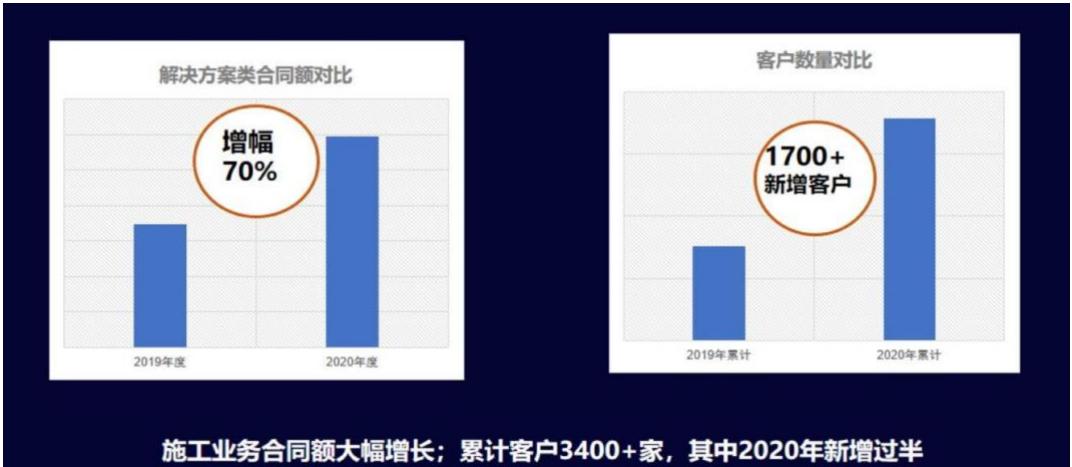 解决方案类合同额对比
增幅
70%
2019年度
2020年度
客户数量对比
1700+
新增客户
2019年累计
2020年累计
施工业务合同额大幅增长；累计客户3400+家，其中2020年新增过半